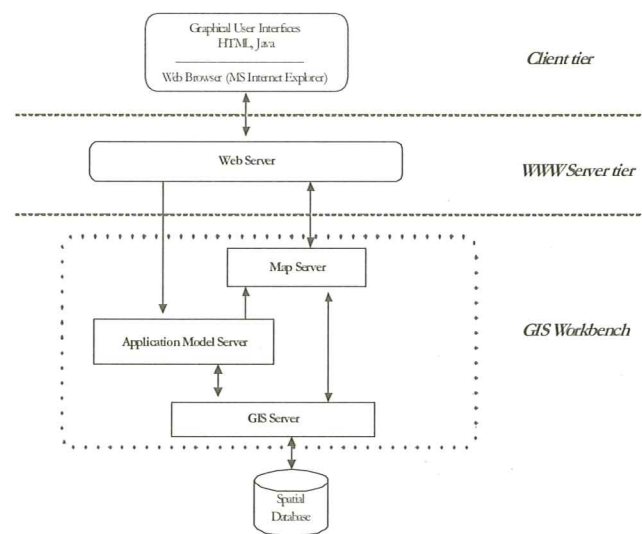 Graphical User Interfaces
HTML, Java
Web Browser (MS Internet Explorer)
Client tier
Web Server
WWW Server tier
Map Server
Application Model Server
GIS Workbench
GIS Server
Spatial
Database